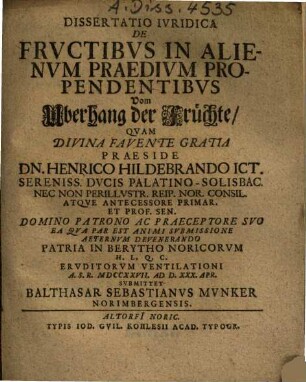 A. Diss. 4535
DISSERTATIO IVRIDICA
DE
FRVCTIBVS IN ALIE-
NVM PRAEDIVM PRO-
PENDENTIBVS
Vom
Uberhang der Früchte/
QVAM
DIVINA FAVENTE GRATIA
PRAESIDE
DN. HENRICO HILDEBRANDO ICT.
SERENISS. DVCIS PALATINO-SOLISBAC.
NEC NON PERILLVSTR. REIP. NOR. CONSIL.
ATQVE ANTECESSORE PRIMAR.
ET PROF. SEN.
DOMINO PATRONO AC PRAECEPTORE SVO
EA QVA PAR EST ANIMI SVBMISSIONE
AETERNVM DEVENERANDO
PATRIA IN BERYTHO NORICORVM
H. L. Q. C.
ERVDITORVM VENTILATIONI
A. S. R. MDCCXXVII. AD D. XXX. APR.
SVBMITTET
BALTHASAR SEBASTIANVS MVNKER
NORIMBERGENSIS.
ALTORFI NORIC.
TYPIS IOD. GVIL. KOHLESII ACAD. TYPOGR.